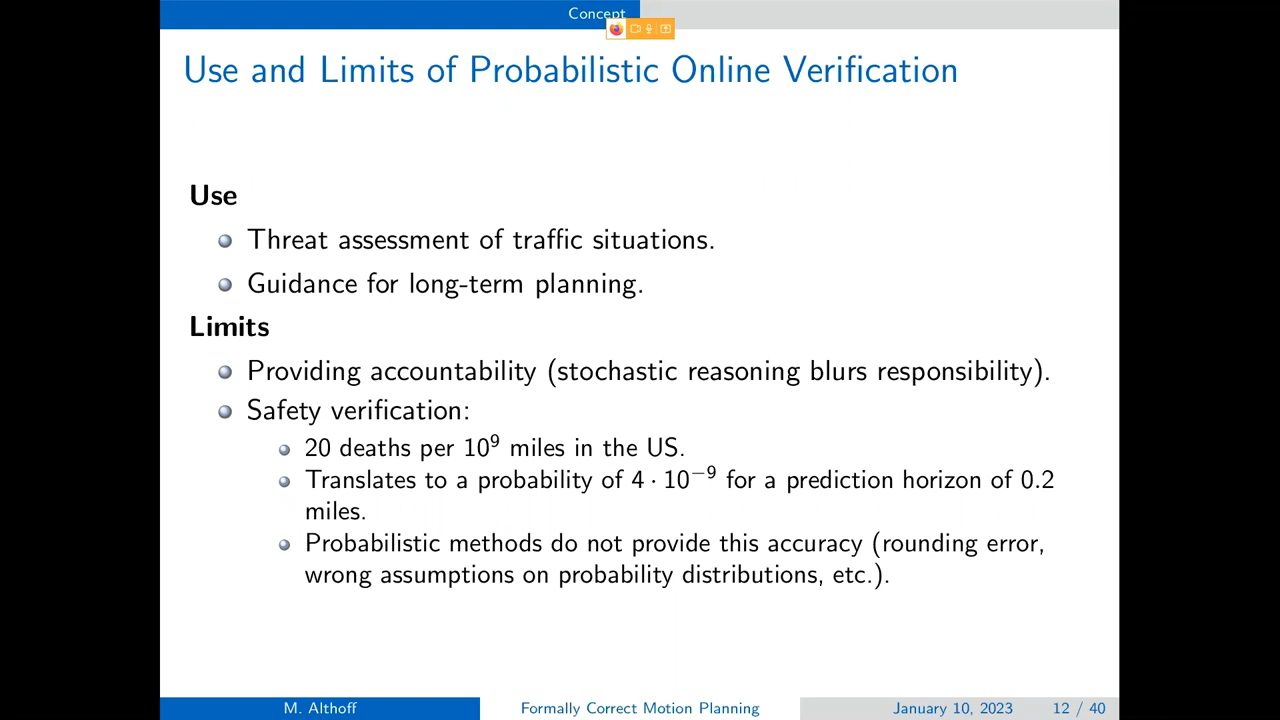 Concept
Use and Limits of Probabilistic Online Verification
Use
Threat assessment of traffic situations.
Guidance for long-term planning.
Limits
Providing accountability (stochastic reasoning blurs responsibility).
Safety verification:
20 deaths per 10⁹ miles in the US.
Translates to a probability of 4 · 10⁻⁹ for a prediction horizon of 0.2
miles.
Probabilistic methods do not provide this accuracy (rounding error,
wrong assumptions on probability distributions, etc.).
M. Althoff
Formally Correct Motion Planning
January 10, 2023
12 / 40